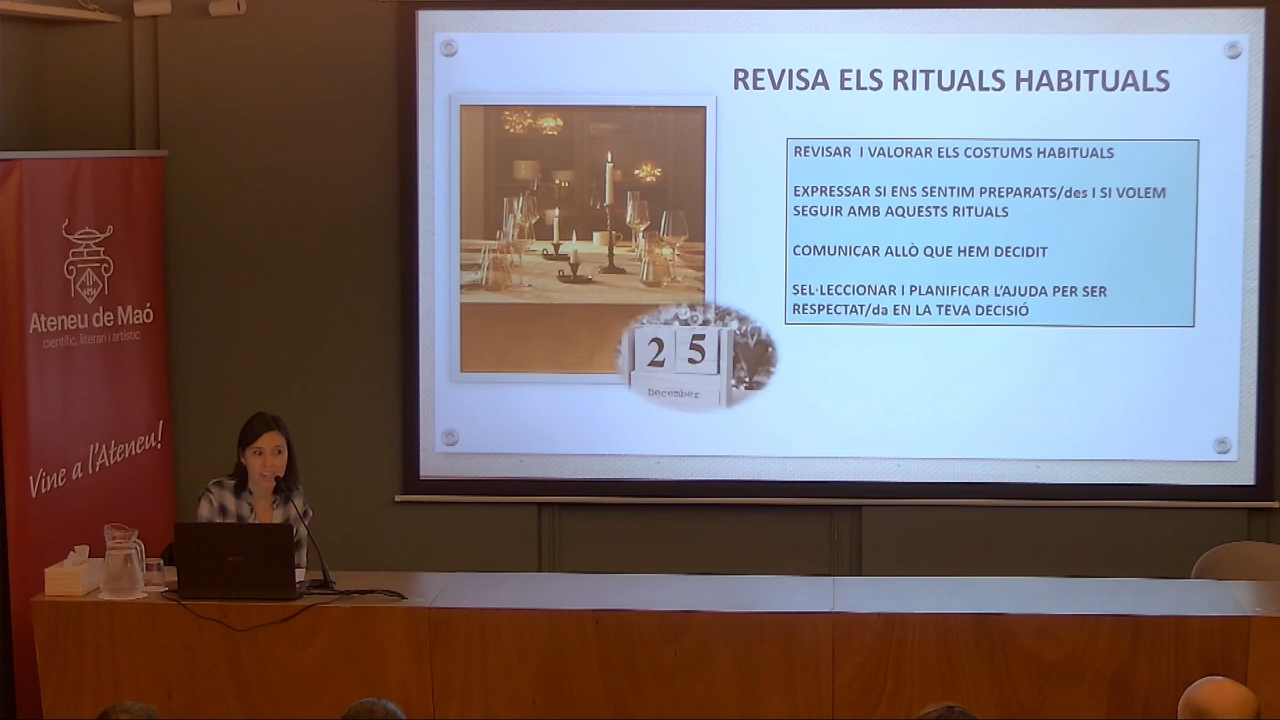 REVISA ELS RITUALS HABITUALS
REVISAR I VALORAR ELS COSTUMS HABITUALS
EXPRESSAR SI ENS SENTIM PREPARATS/des I SI VOLEM
SEGUIR AMB AQUESTS RITUALS
COMUNICAR ALLÒ QUE HEM DECIDIT
SEL·LECCIONAR I PLANIFICAR L'AJUDA PER SER
RESPECTAT/da EN LA TEVA DECISIÓ
25
December
Ateneu de Maó
científic, literari i artístic
Vine a l'Ateneu!
acer